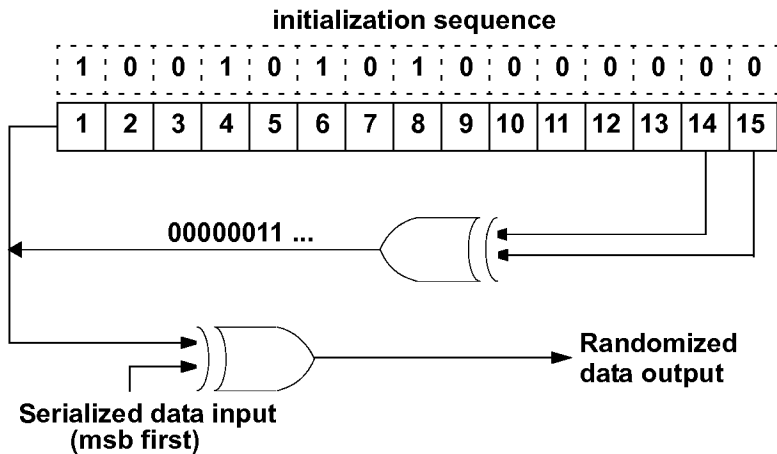 initialization sequence
1 0 0 1 0 1 0 1 0 0 0 0 0 0 0
1 2 3 4 5 6 7 8 9 10 11 12 13 14 15
00000011 ...
Randomized
data output
Serialized data input
(msb first)